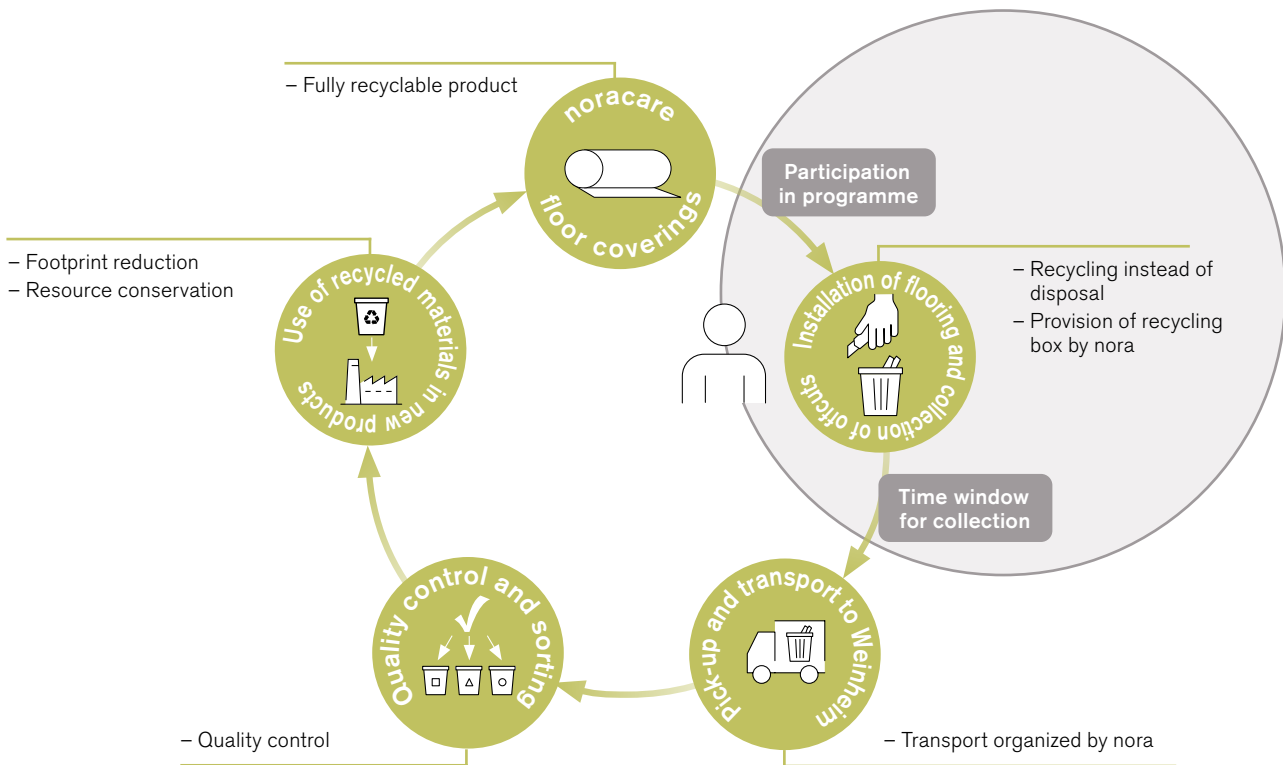 – Fully recyclable product
noracare
floor coverings
Participation
in programme
– Footprint reduction
– Resource conservation
Use of recycled materials in new products
Installation of flooring and collection of offcuts
– Recycling instead of
disposal
– Provision of recycling
box by nora
Time window
for collection
Quality control and sorting
Pick-up and transport to Weinheim
– Quality control
– Transport organized by nora